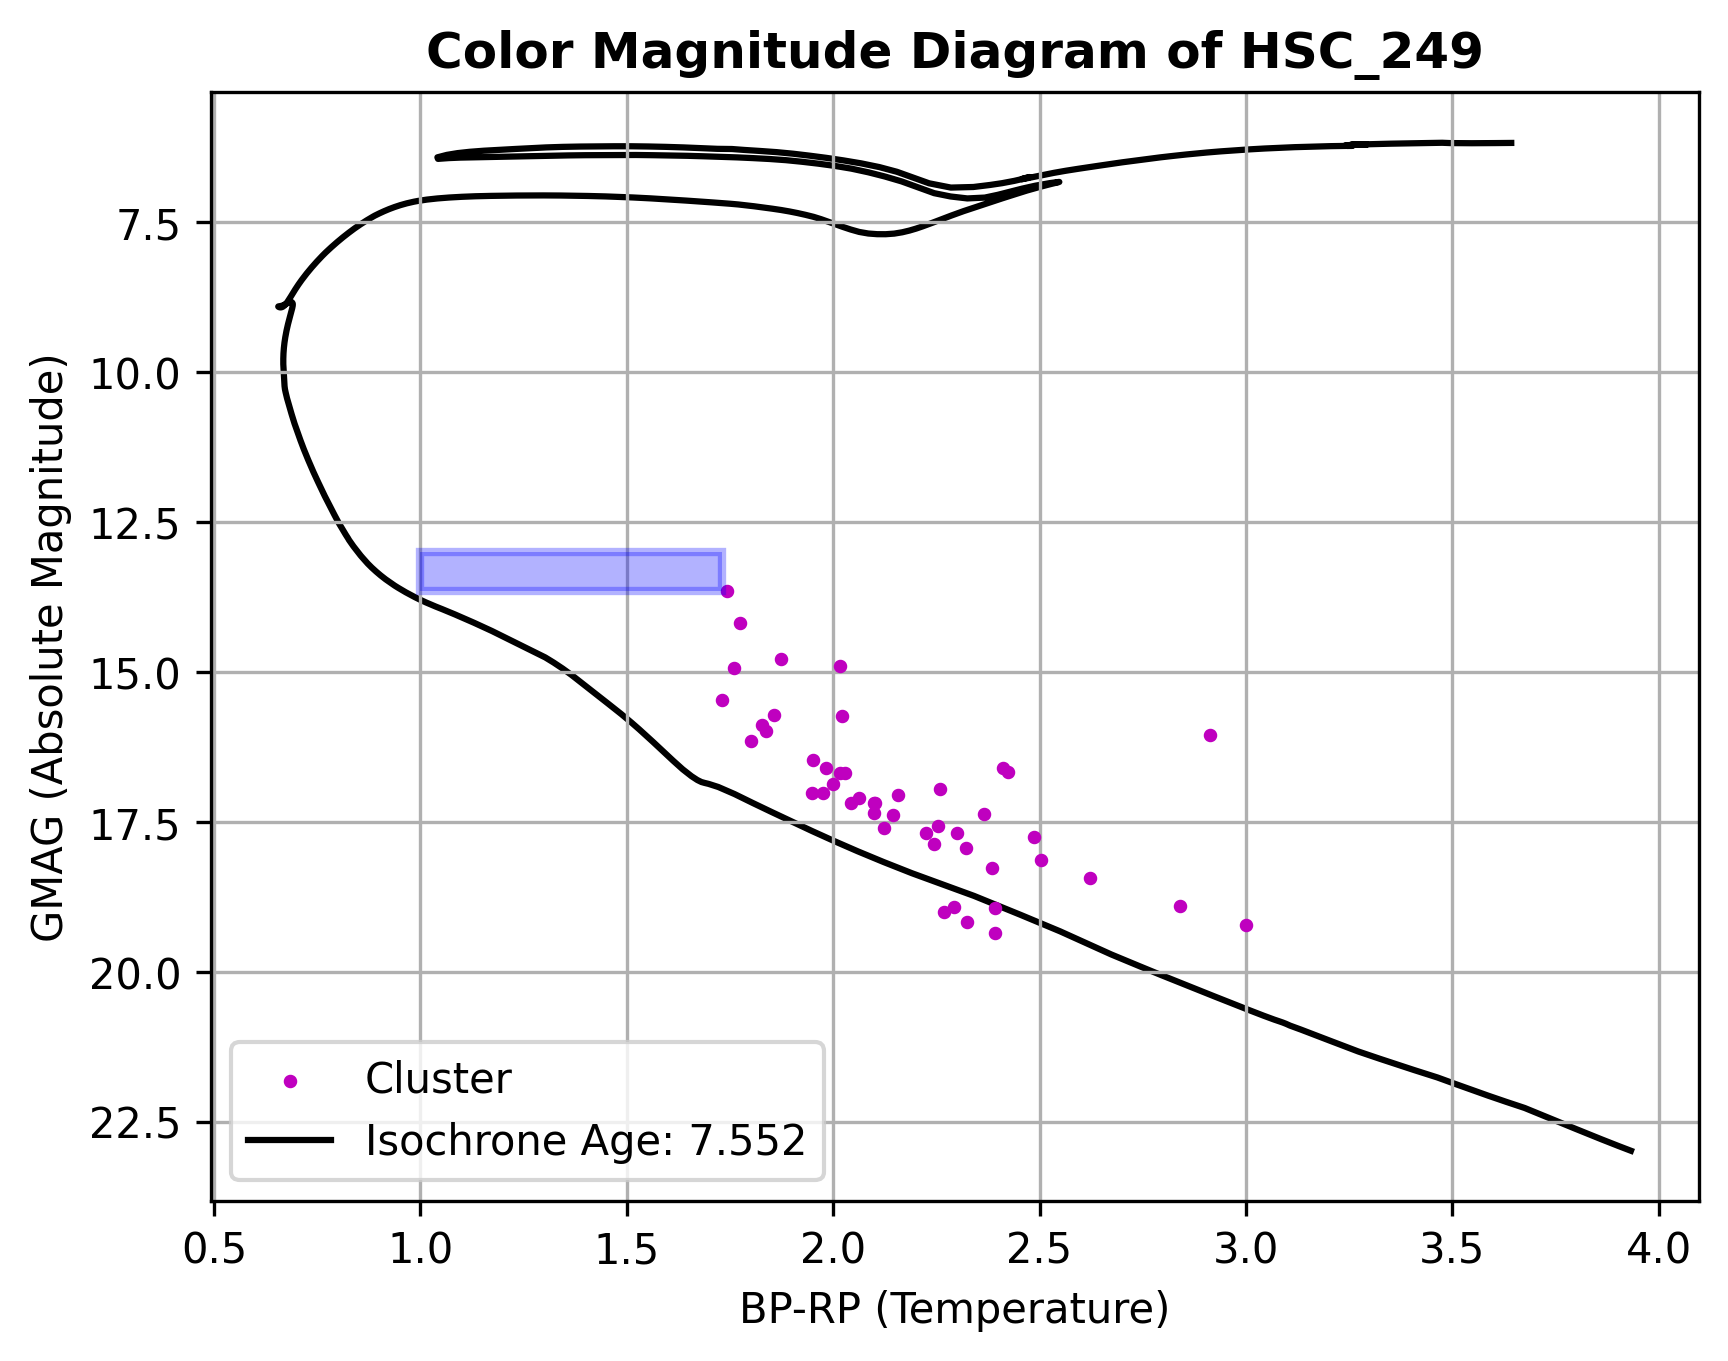 Color Magnitude Diagram of HSC_249
GMAG (Absolute Magnitude)
7.5
10.0
12.5
15.0
17.5
20.0
22.5
Cluster
Isochrone Age: 7.552
0.5 1.0 1.5 2.0 2.5 3.0 3.5 4.0
BP-RP (Temperature)